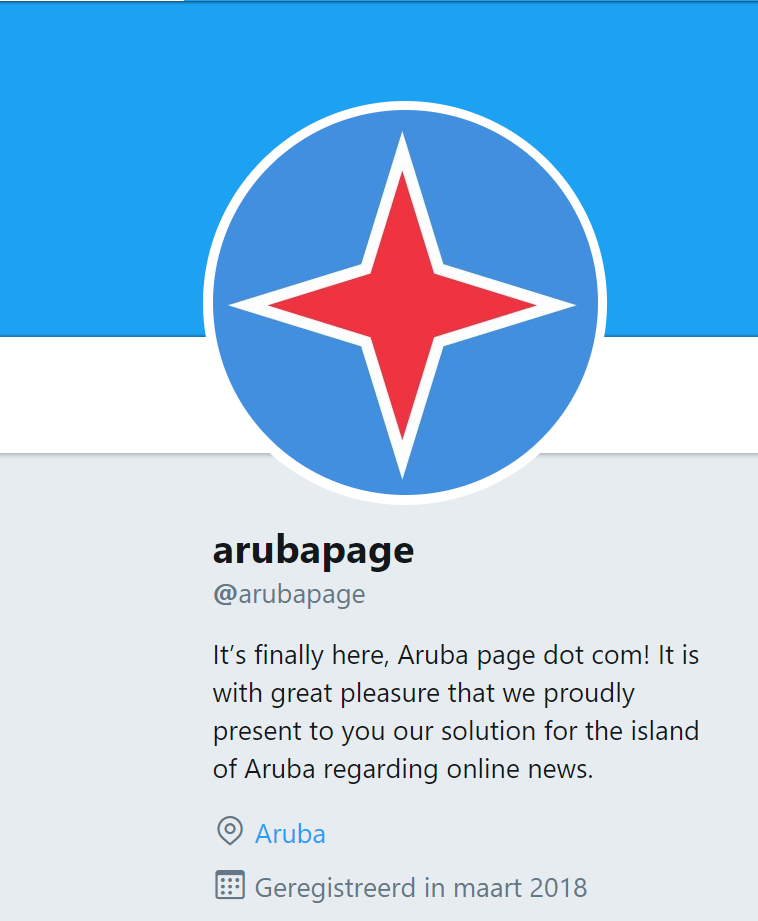 arubapage
@arubapage
It’s finally here, Aruba page dot com! It is
with great pleasure that we proudly
present to you our solution for the island
of Aruba regarding online news.
Aruba
Geregistreerd in maart 2018